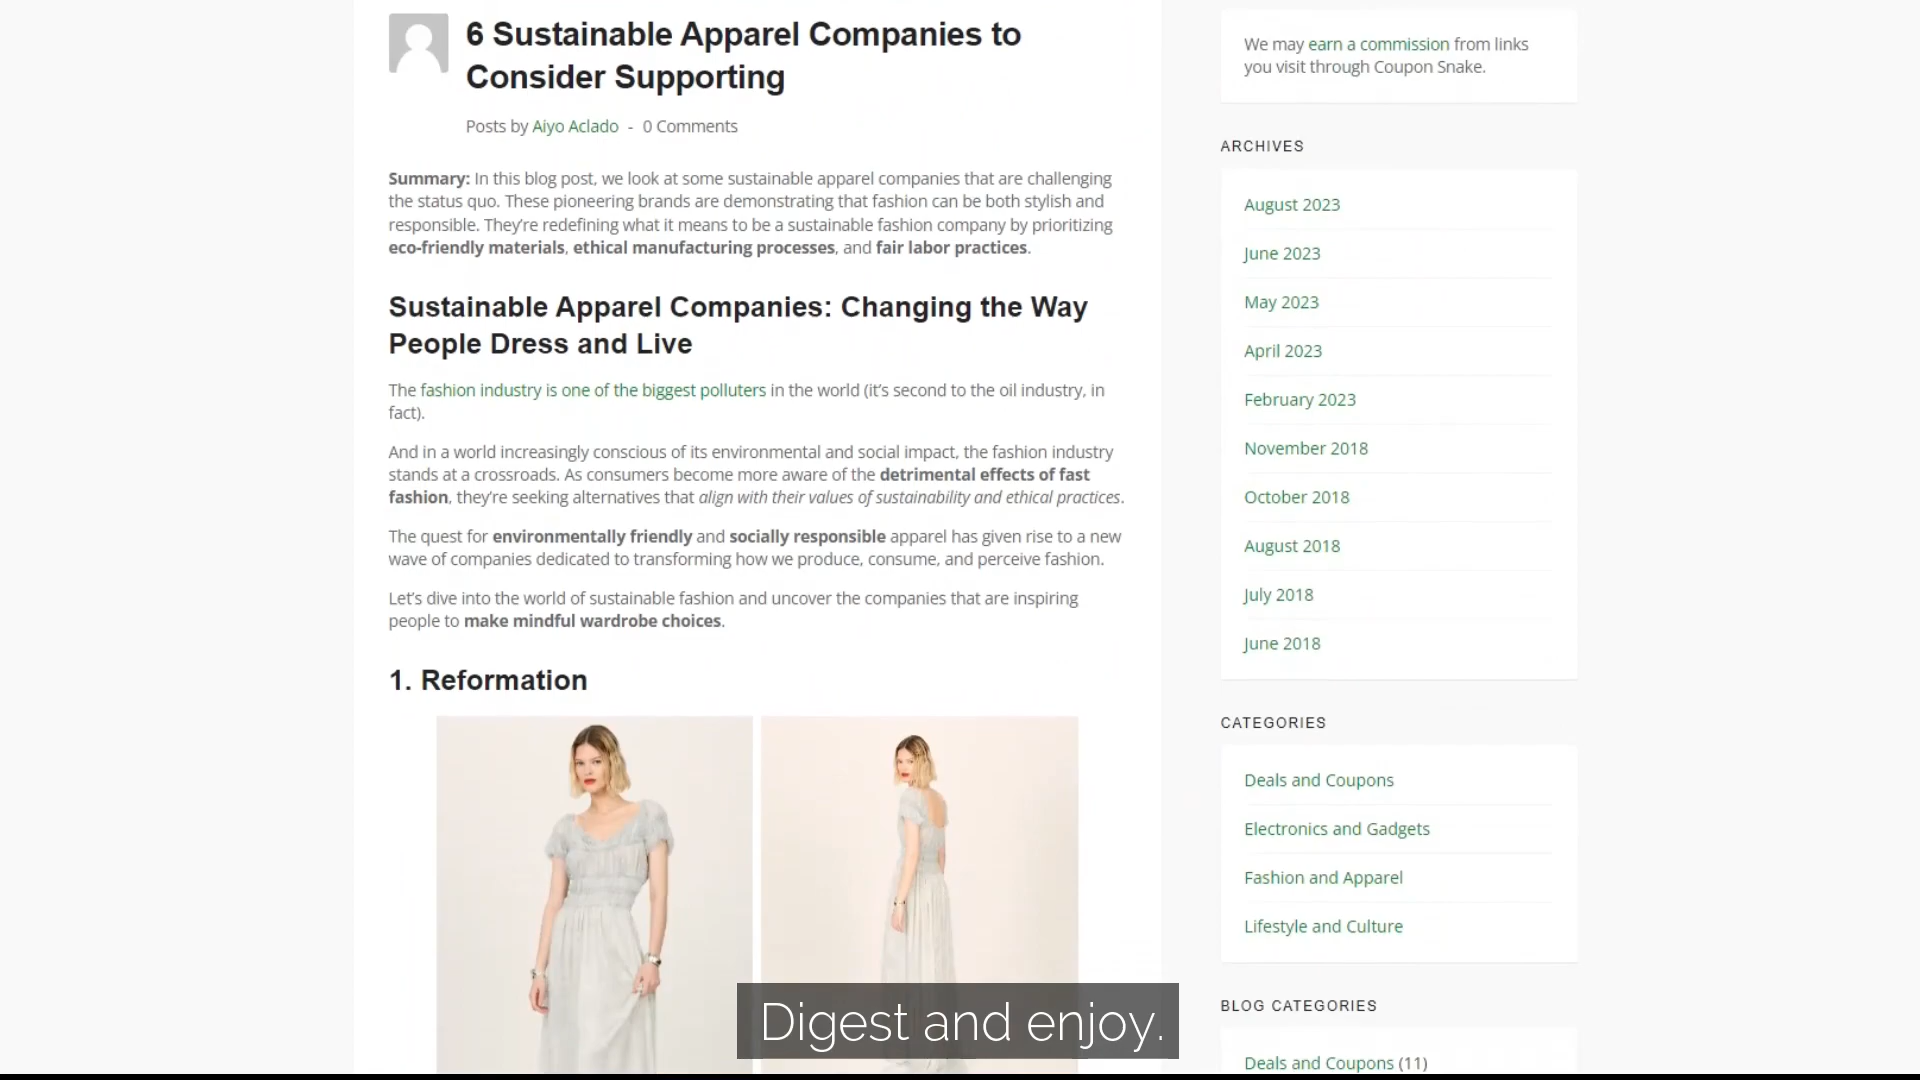 6 Sustainable Apparel Companies to
Consider Supporting
Posts by Aiyo Aclado - 0 Comments
Summary: In this blog post, we look at some sustainable apparel companies that are challenging
the status quo. These pioneering brands are demonstrating that fashion can be both stylish and
responsible. They’re redefining what it means to be a sustainable fashion company by prioritizing
eco-friendly materials, ethical manufacturing processes, and fair labor practices.
Sustainable Apparel Companies: Changing the Way
People Dress and Live
The fashion industry is one of the biggest polluters in the world (it’s second to the oil industry, in
fact).
And in a world increasingly conscious of its environmental and social impact, the fashion industry
stands at a crossroads. As consumers become more aware of the detrimental effects of fast
fashion, they’re seeking alternatives that align with their values of sustainability and ethical practices.
The quest for environmentally friendly and socially responsible apparel has given rise to a new
wave of companies dedicated to transforming how we produce, consume, and perceive fashion.
Let’s dive into the world of sustainable fashion and uncover the companies that are inspiring
people to make mindful wardrobe choices.
1. Reformation
Digest and enjoy.
We may earn a commission from links
you visit through Coupon Snake.
ARCHIVES
August 2023
June 2023
May 2023
April 2023
February 2023
November 2018
October 2018
August 2018
July 2018
June 2018
CATEGORIES
Deals and Coupons
Electronics and Gadgets
Fashion and Apparel
Lifestyle and Culture
BLOG CATEGORIES
Deals and Coupons (11)